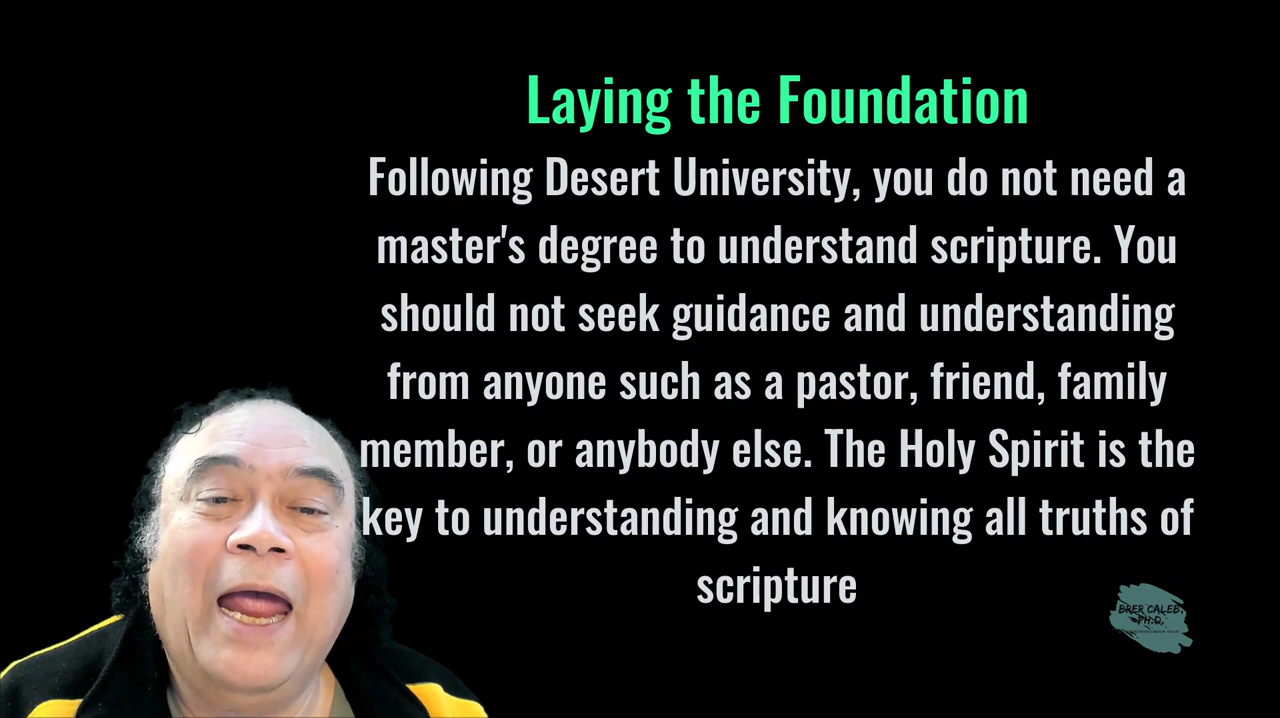 Laying the Foundation
Following Desert University, you do not need a
master's degree to understand scripture. You
should not seek guidance and understanding
from anyone such as a pastor, friend, family
member, or anybody else. The Holy Spirit is the
key to understanding and knowing all truths of
scripture
BRER CALEB,
PH.D.